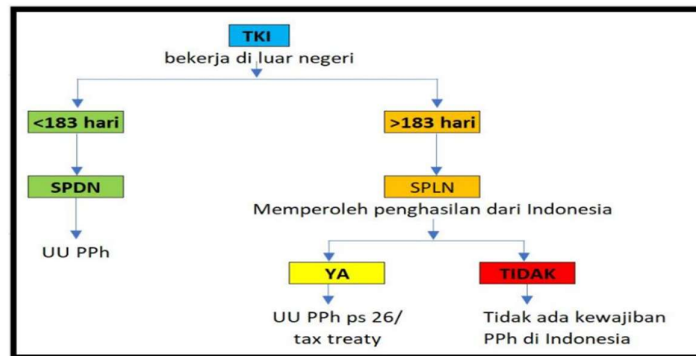 TKI
bekerja di luar negeri
<183 hari
>183 hari
SPDN
SPLN
Memperoleh penghasilan dari Indonesia
UU PPh
YA
TIDAK
UU PPh ps 26/
tax treaty
Tidak ada kewajiban
PPh di Indonesia